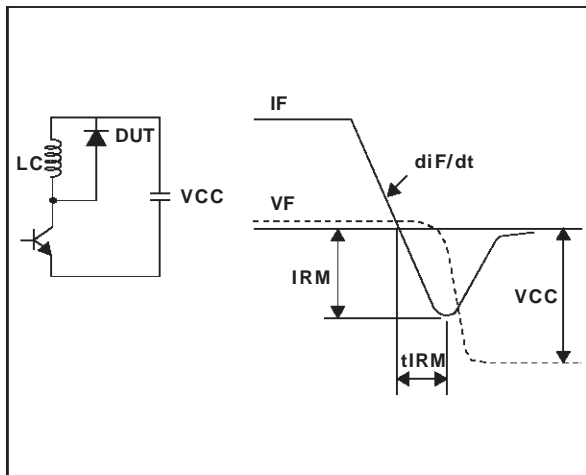 DUT
LC
VCC
IF
diF/dt
VF
IRM
VCC
tIRM